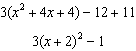 3(x² + 4x + 4) − 12 + 11
3(x + 2)² − 1